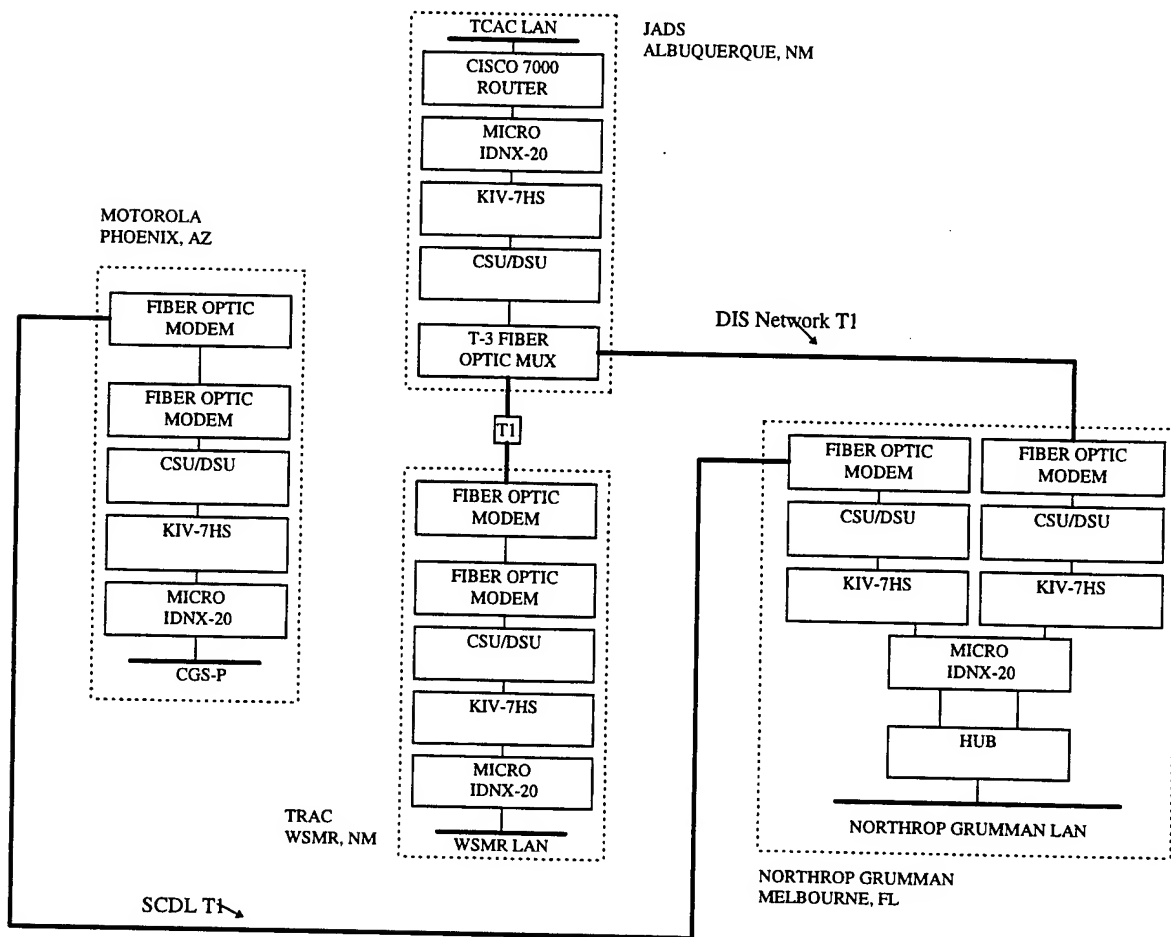 TCAC LAN
JADS
ALBUQUERQUE, NM
CISCO 7000
ROUTER
MICRO
IDNX-20
KIV-7HS
CSU/DSU
T-3 FIBER
OPTIC MUX
DIS Network T1
T1
MOTOROLA
PHOENIX, AZ
FIBER OPTIC
MODEM
FIBER OPTIC
MODEM
CSU/DSU
KIV-7HS
MICRO
IDNX-20
CGS-P
FIBER OPTIC
MODEM
FIBER OPTIC
MODEM
CSU/DSU
KIV-7HS
MICRO
IDNX-20
WSMR LAN
TRAC
WSMR, NM
FIBER OPTIC
MODEM
CSU/DSU
KIV-7HS
FIBER OPTIC
MODEM
CSU/DSU
KIV-7HS
MICRO
IDNX-20
HUB
NORTHROP GRUMMAN LAN
NORTHROP GRUMMAN
MELBOURNE, FL
SCDL T1